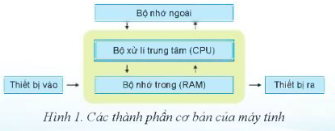 Bộ nhớ ngoài
Bộ xử lí trung tâm (CPU)
Thiết bị vào
Bộ nhớ trong (RAM)
Thiết bị ra
Hình 1. Các thành phần cơ bản của máy tính